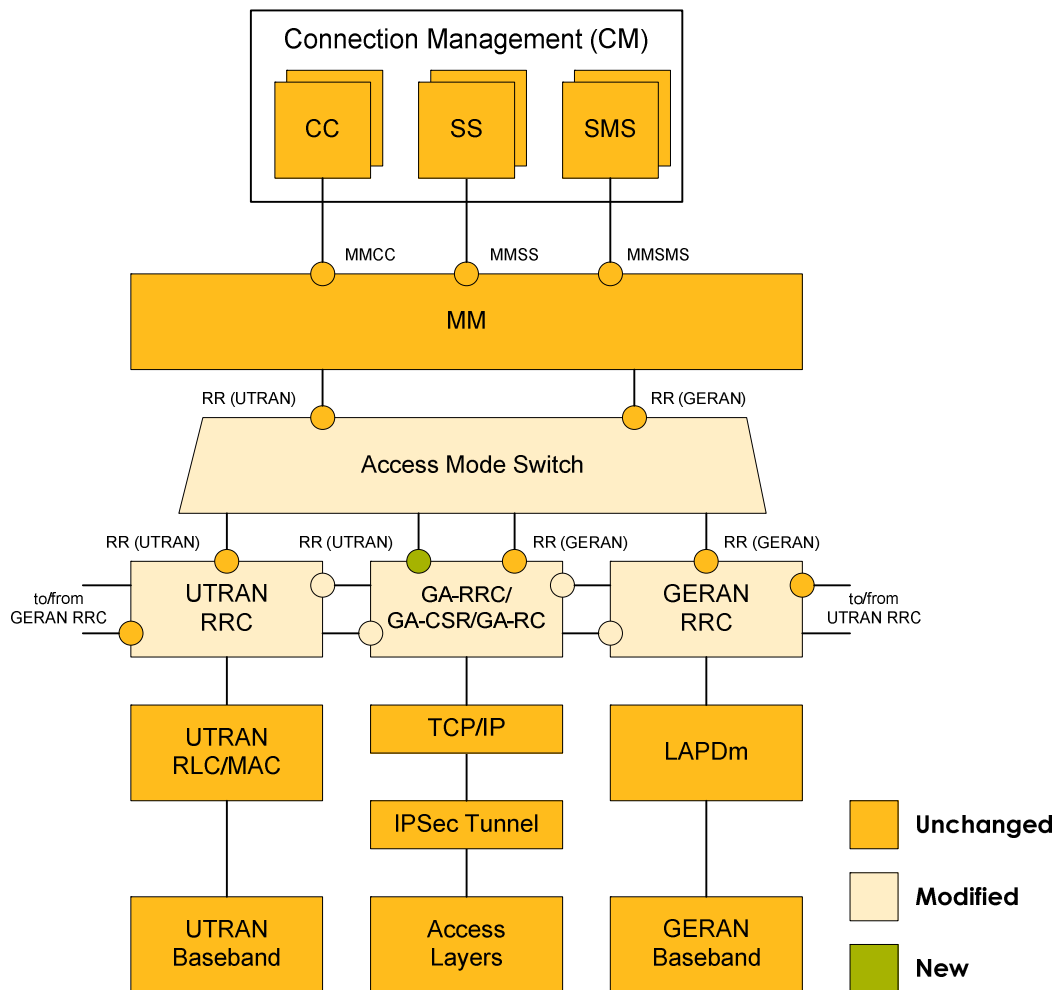 Connection Management (CM)
CC
SS
SMS
MMCC
MMSS
MMSMS
MM
RR (UTRAN)
RR (GERAN)
Access Mode Switch
RR (UTRAN)
RR (UTRAN)
RR (GERAN)
RR (GERAN)
to/from
GERAN RRC
UTRAN
RRC
GA-RRC/
GA-CSR/GA-RC
GERAN
RRC
to/from
UTRAN RRC
UTRAN
RLC/MAC
TCP/IP
LAPDm
IPSec Tunnel
UTRAN
Baseband
Access
Layers
GERAN
Baseband
Unchanged
Modified
New